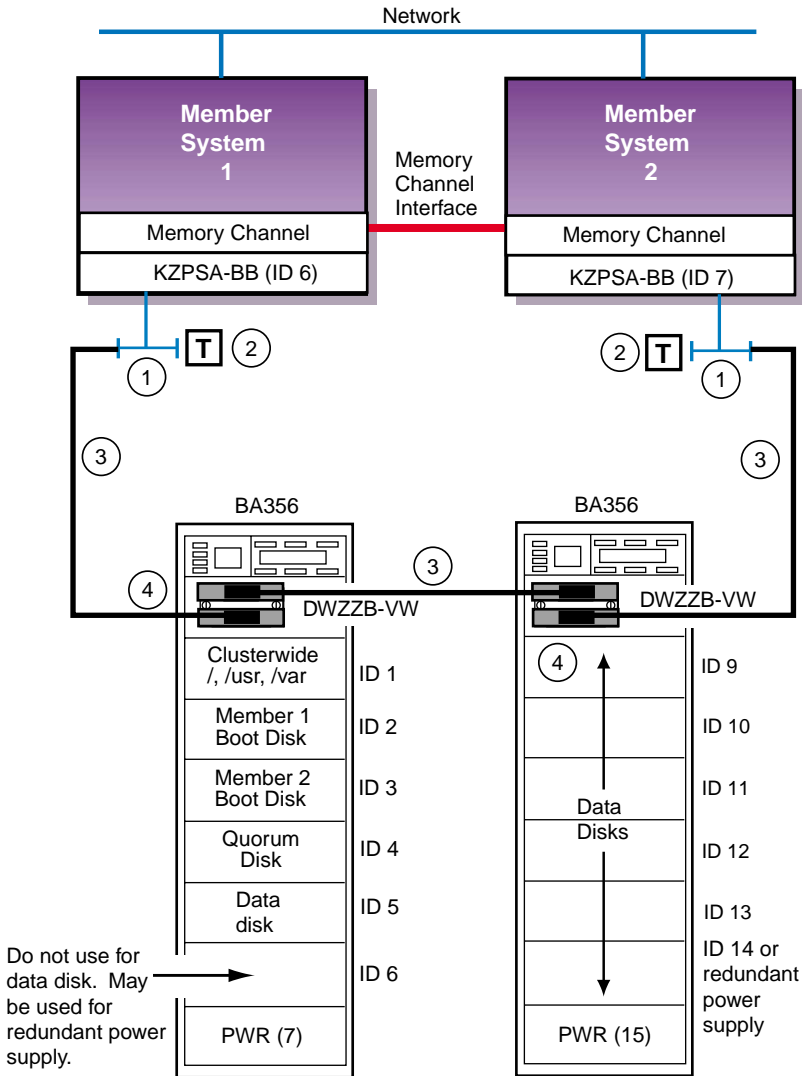 Network
Member
System
1
Member
System
2
Memory
Channel
Interface
Memory Channel
Memory Channel
KZPSA-BB (ID 6)
KZPSA-BB (ID 7)
T
2
2
T
1
1
3
3
BA356
BA356
3
4
DWZZB-VW
DWZZB-VW
Clusterwide
/, /usr, /var
ID 1
4
ID 9
Member 1
Boot Disk
ID 2
ID 10
Member 2
Boot Disk
ID 3
ID 11
Data
Disks
Quorum
Disk
ID 4
ID 12
Data
disk
ID 5
ID 13
Do not use for
data disk. May
be used for
redundant power
supply.
ID 6
ID 14 or
redundant
power
supply
PWR (7)
PWR (15)